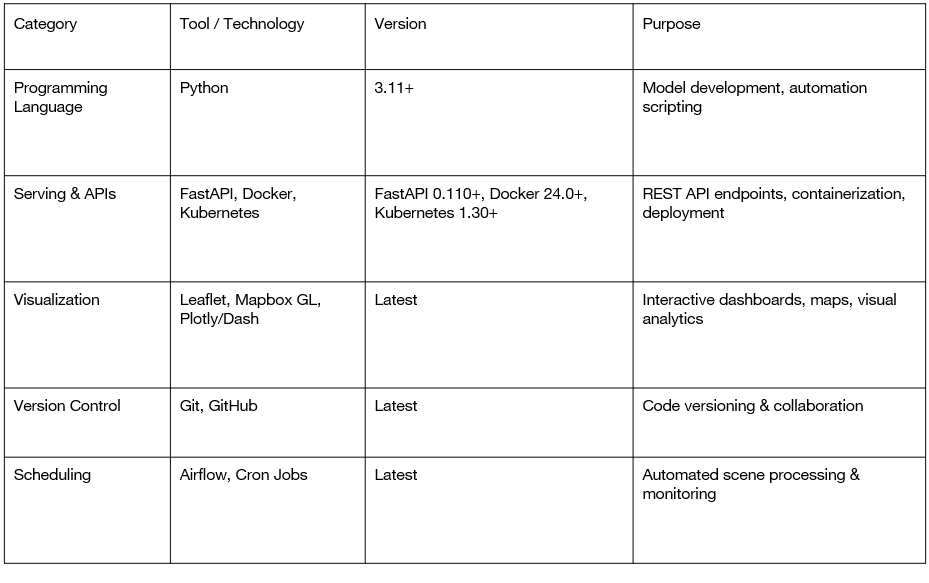 Category
Tool / Technology
Version
Purpose
Programming
Language
Python
3.11+
Model development, automation
scripting
Serving & APIs
FastAPI, Docker,
Kubernetes
FastAPI 0.110+, Docker 24.0+,
Kubernetes 1.30+
REST API endpoints, containerization,
deployment
Visualization
Leaflet, Mapbox GL,
Plotly/Dash
Latest
Interactive dashboards, maps, visual
analytics
Version Control
Git, GitHub
Latest
Code versioning & collaboration
Scheduling
Airflow, Cron Jobs
Latest
Automated scene processing &
monitoring